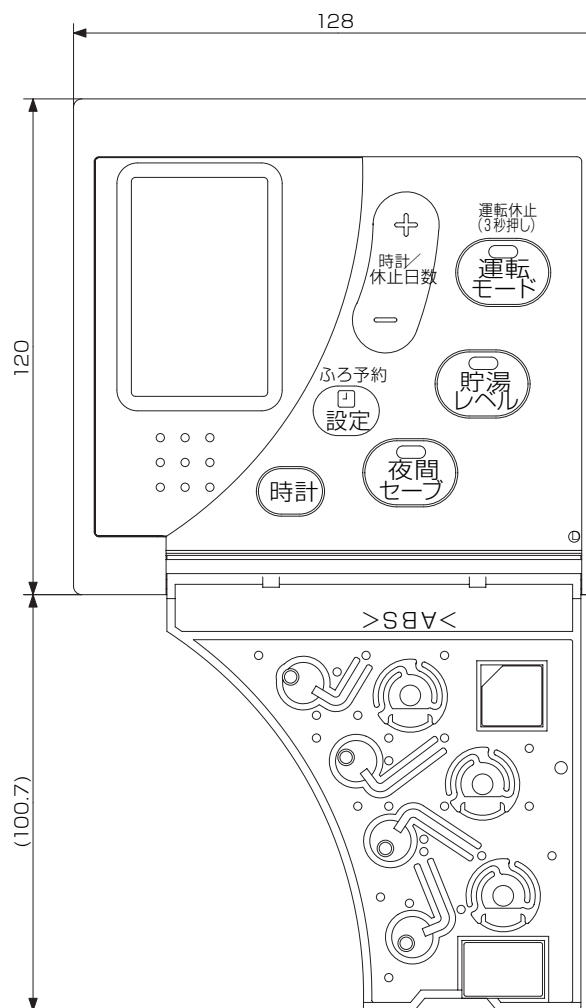 128
120
運転休止
(3秒押し)
運転
モード
時計/
休止日数
貯湯
レベル
ふろ予約
設定
夜間
セーブ
時計
>ABS<
(100.7)